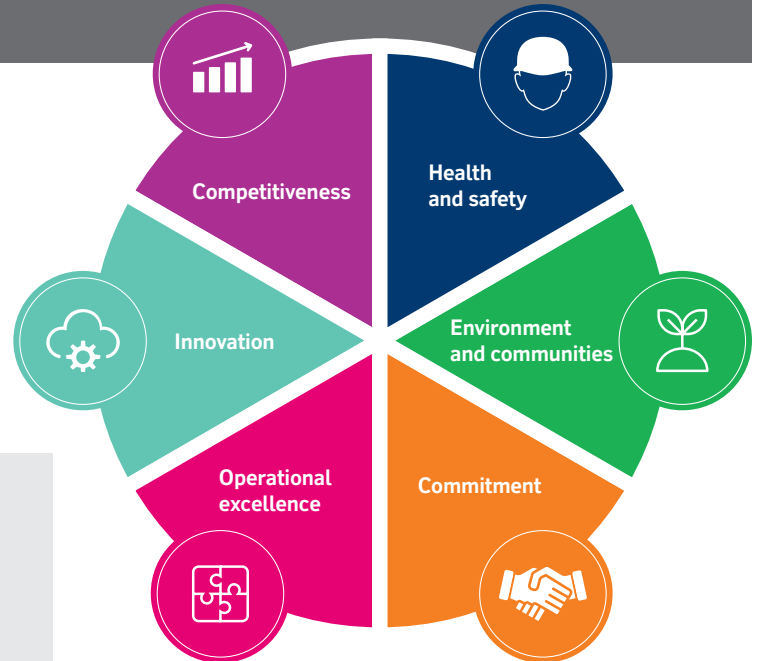 Competitiveness
Health
and safety
Innovation
Environment
and communities
Operational
excellence
Commitment